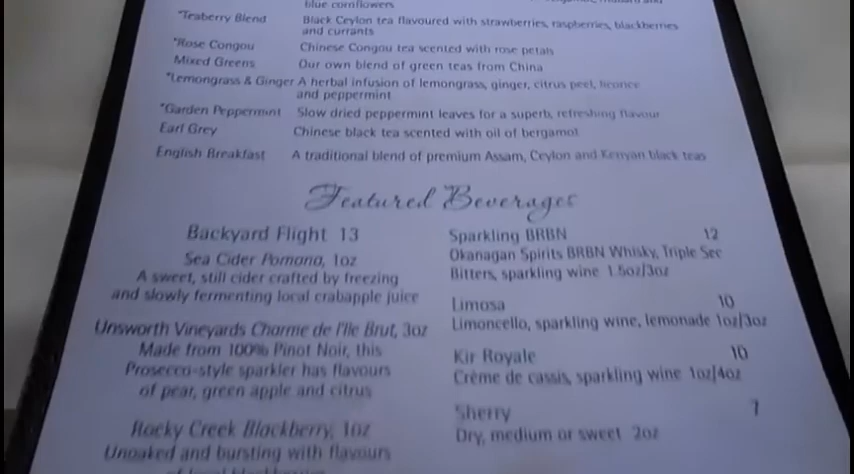 blue cornflowers
*Teaberry Blend Black Ceylon tea flavoured with strawberries, raspberries, blackberries
and currants
*Rose Congou Chinese Congou tea scented with rose petals
Mixed Greens Our own blend of green teas from China
*Lemongrass & Ginger A herbal infusion of lemongrass, ginger, citrus peel, licorice
and peppermint
*Garden Peppermint Slow dried peppermint leaves for a superb, refreshing flavour
Earl Grey Chinese black tea scented with oil of bergamot
English Breakfast A traditional blend of premium Assam, Ceylon and Kenyan black teas
Featured Beverages
Backyard Flight 13
Sea Cider Pomona, 1oz
A sweet, still cider crafted by freezing
and slowly fermenting local crabapple juice
Unsworth Vineyards Charme de l'Ile Brut, 3oz
Made from 100% Pinot Noir, this
Prosecco-style sparkler has flavours
of pear, green apple and citrus
Rocky Creek Blackberry, 1oz
Unoaked and bursting with flavours
Sparkling BRBN 12
Okanagan Spirits BRBN Whisky, Triple Sec
Bitters, sparkling wine 1.5oz/3oz
Limosa 10
Limoncello, sparkling wine, lemonade 1oz/3oz
Kir Royale 10
Crème de cassis, sparkling wine 1oz/4oz
Sherry 7
Dry, medium or sweet 2oz